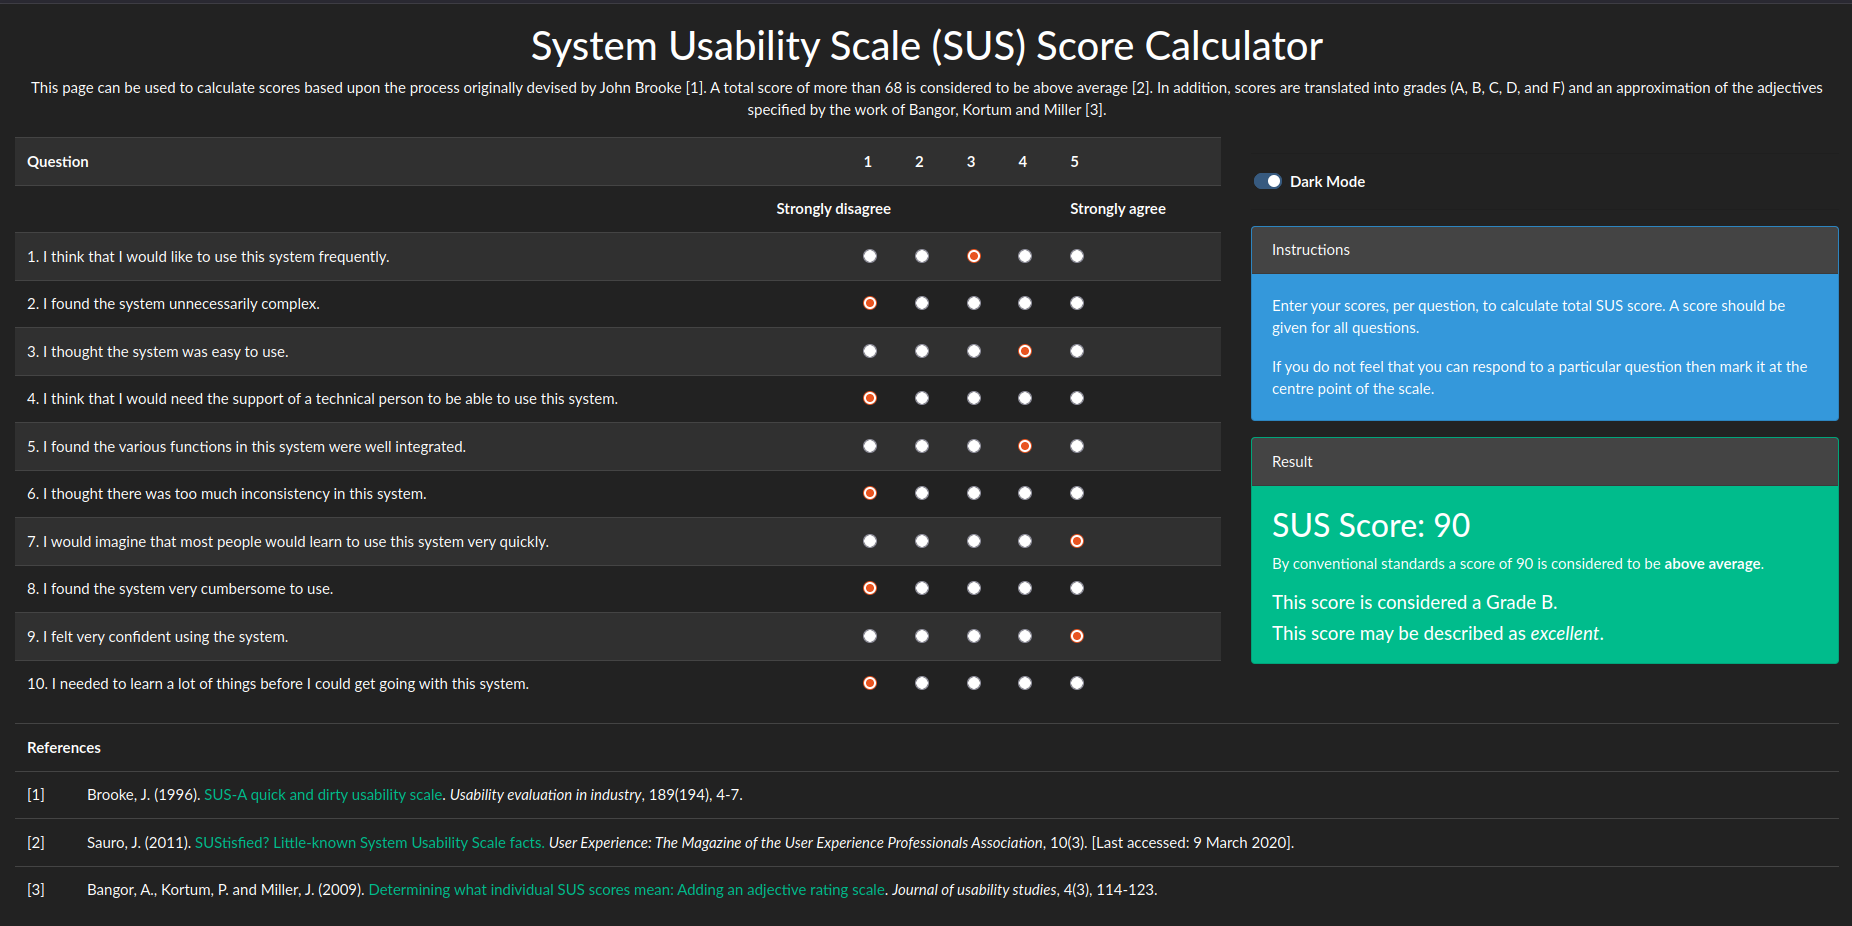 System Usability Scale (SUS) Score Calculator
This page can be used to calculate scores based upon the process originally devised by John Brooke [1]. A total score of more than 68 is considered to be above average [2]. In addition, scores are translated into grades (A, B, C, D, and F) and an approximation of the adjectives
specified by the work of Bangor, Kortum and Miller [3].
Question 1 2 3 4 5
Strongly disagree Strongly agree
1. I think that I would like to use this system frequently.
2. I found the system unnecessarily complex.
3. I thought the system was easy to use.
4. I think that I would need the support of a technical person to be able to use this system.
5. I found the various functions in this system were well integrated.
6. I thought there was too much inconsistency in this system.
7. I would imagine that most people would learn to use this system very quickly.
8. I found the system very cumbersome to use.
9. I felt very confident using the system.
10. I needed to learn a lot of things before I could get going with this system.
Dark Mode
Instructions
Enter your scores, per question, to calculate total SUS score. A score should be
given for all questions.
If you do not feel that you can respond to a particular question then mark it at the
centre point of the scale.
Result
SUS Score: 90
By conventional standards a score of 90 is considered to be above average.
This score is considered a Grade B.
This score may be described as excellent.
References
[1] Brooke, J. (1996). SUS-A quick and dirty usability scale. Usability evaluation in industry, 189(194), 4-7.
[2] Sauro, J. (2011). SUStisfied? Little-known System Usability Scale facts. User Experience: The Magazine of the User Experience Professionals Association, 10(3). [Last accessed: 9 March 2020].
[3] Bangor, A., Kortum, P. and Miller, J. (2009). Determining what individual SUS scores mean: Adding an adjective rating scale. Journal of usability studies, 4(3), 114-123.